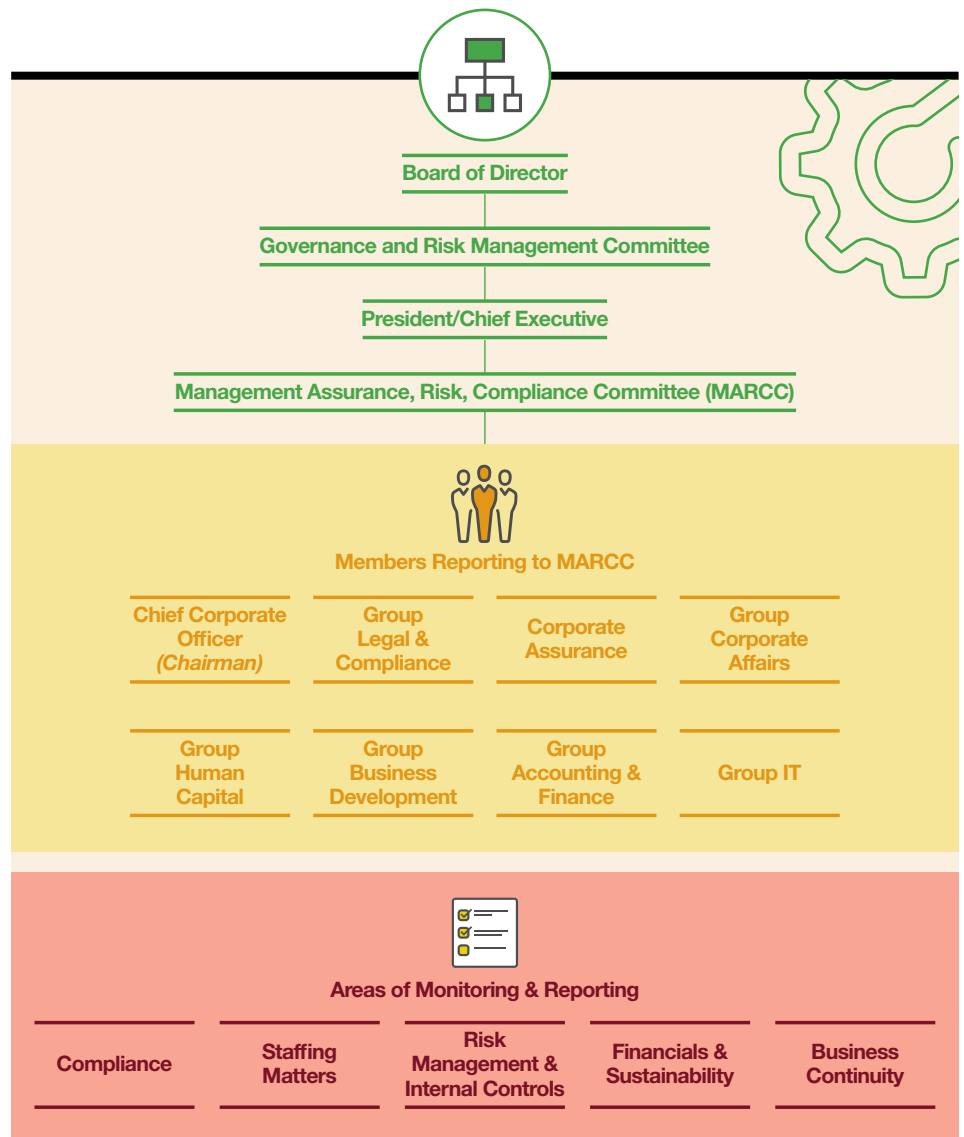 Board of Director
Governance and Risk Management Committee
President/Chief Executive
Management Assurance, Risk, Compliance Committee (MARCC)
Members Reporting to MARCC
Chief Corporate
Officer
(Chairman)
Group
Legal &
Compliance
Corporate
Assurance
Group
Corporate
Affairs
Group
Human
Capital
Group
Business
Development
Group
Accounting &
Finance
Group IT
Areas of Monitoring & Reporting
Compliance
Staffing
Matters
Risk
Management &
Internal Controls
Financials &
Sustainability
Business
Continuity